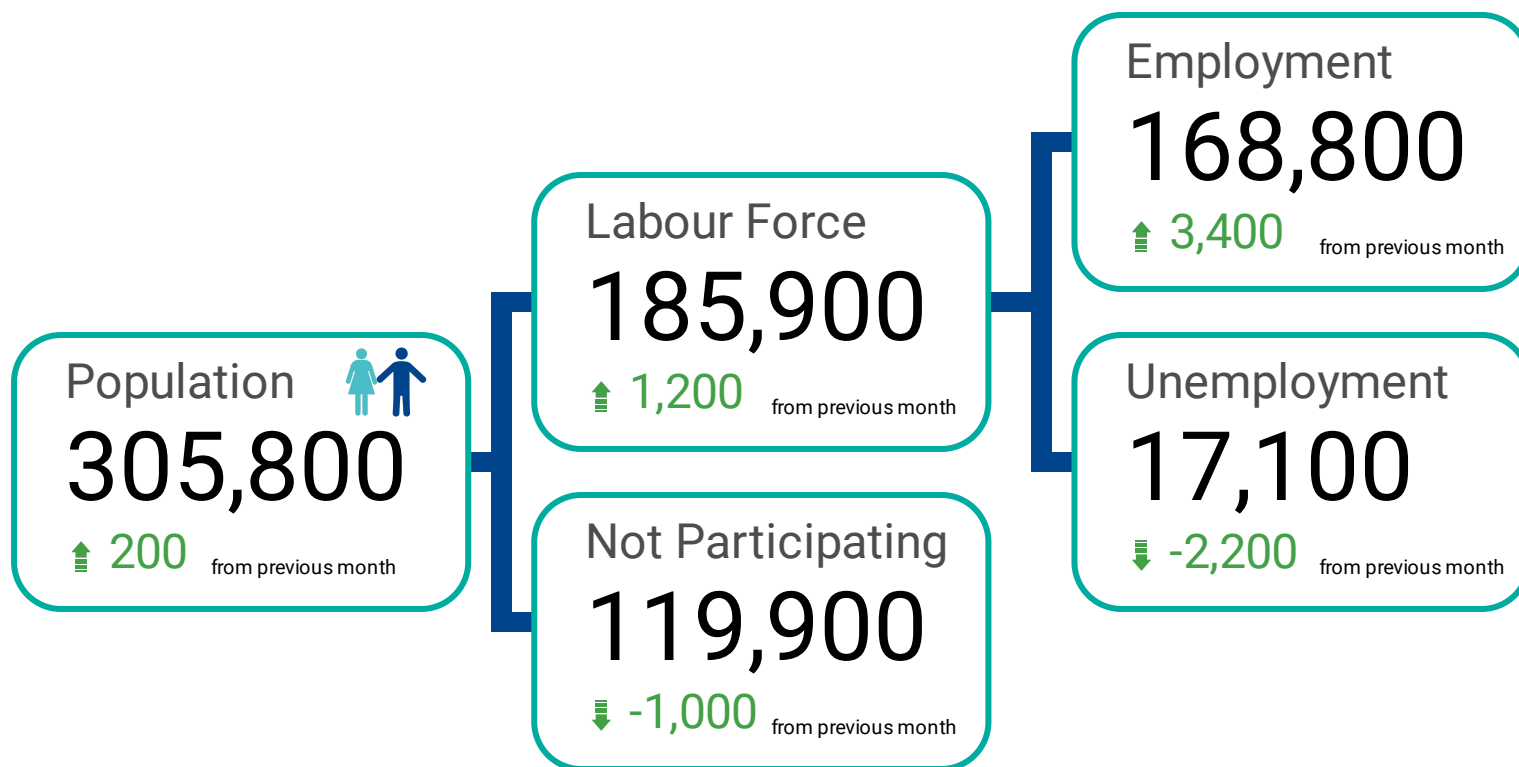 Population
305,800
200 from previous month
Labour Force
185,900
1,200 from previous month
Not Participating
119,900
-1,000 from previous month
Employment
168,800
3,400 from previous month
Unemployment
17,100
-2,200 from previous month